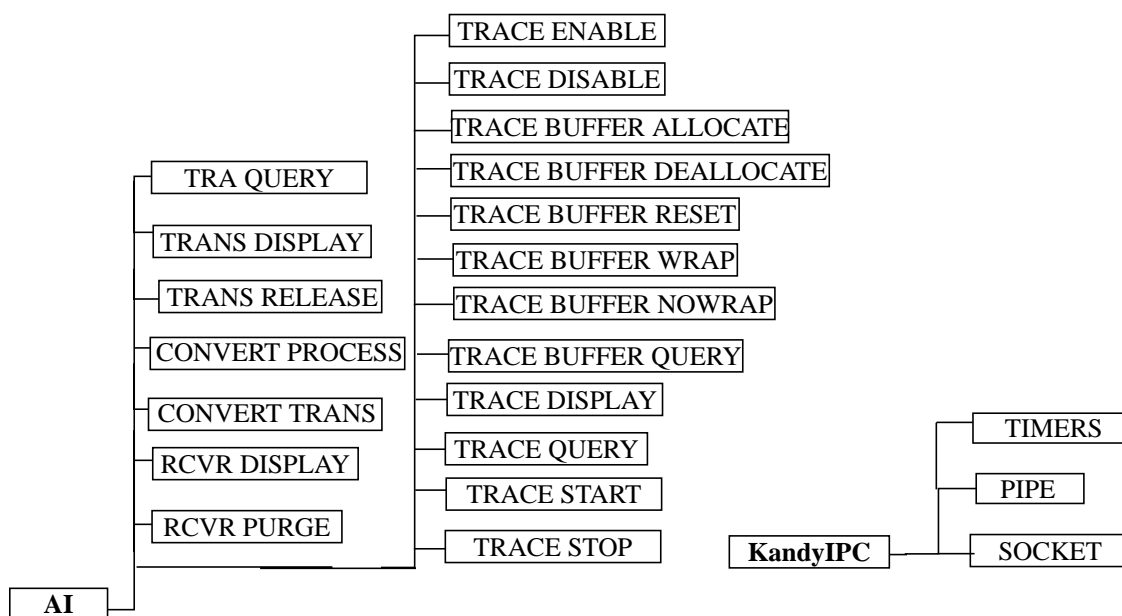 TRACE ENABLE
TRACE DISABLE
TRACE BUFFER ALLOCATE
TRACE BUFFER DEALLOCATE
TRACE BUFFER RESET
TRACE BUFFER WRAP
TRACE BUFFER NOWRAP
TRACE BUFFER QUERY
TRACE DISPLAY
TRACE QUERY
TRACE START
TRACE STOP
TRA QUERY
TRANS DISPLAY
TRANS RELEASE
CONVERT PROCESS
CONVERT TRANS
RCVR DISPLAY
RCVR PURGE
AI
TIMERS
PIPE
KandyIPC
SOCKET